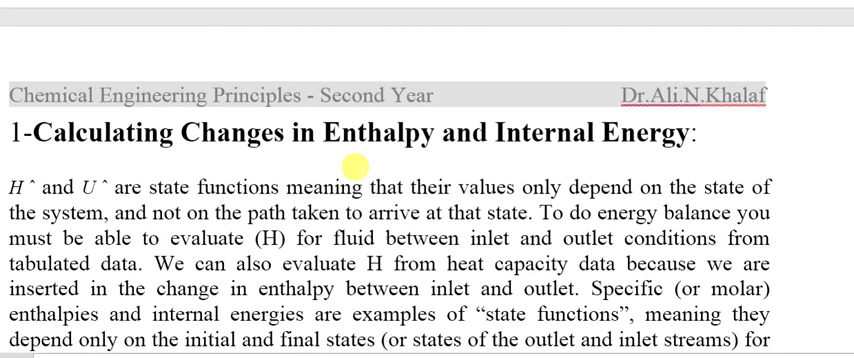 Chemical Engineering Principles - Second Year Dr.Ali.N.Khalaf
1-Calculating Changes in Enthalpy and Internal Energy:
H ˆ and U ˆ are state functions meaning that their values only depend on the state of
the system, and not on the path taken to arrive at that state. To do energy balance you
must be able to evaluate (H) for fluid between inlet and outlet conditions from
tabulated data. We can also evaluate H from heat capacity data because we are
inserted in the change in enthalpy between inlet and outlet. Specific (or molar)
enthalpies and internal energies are examples of “state functions”, meaning they
depend only on the initial and final states (or states of the outlet and inlet streams) for